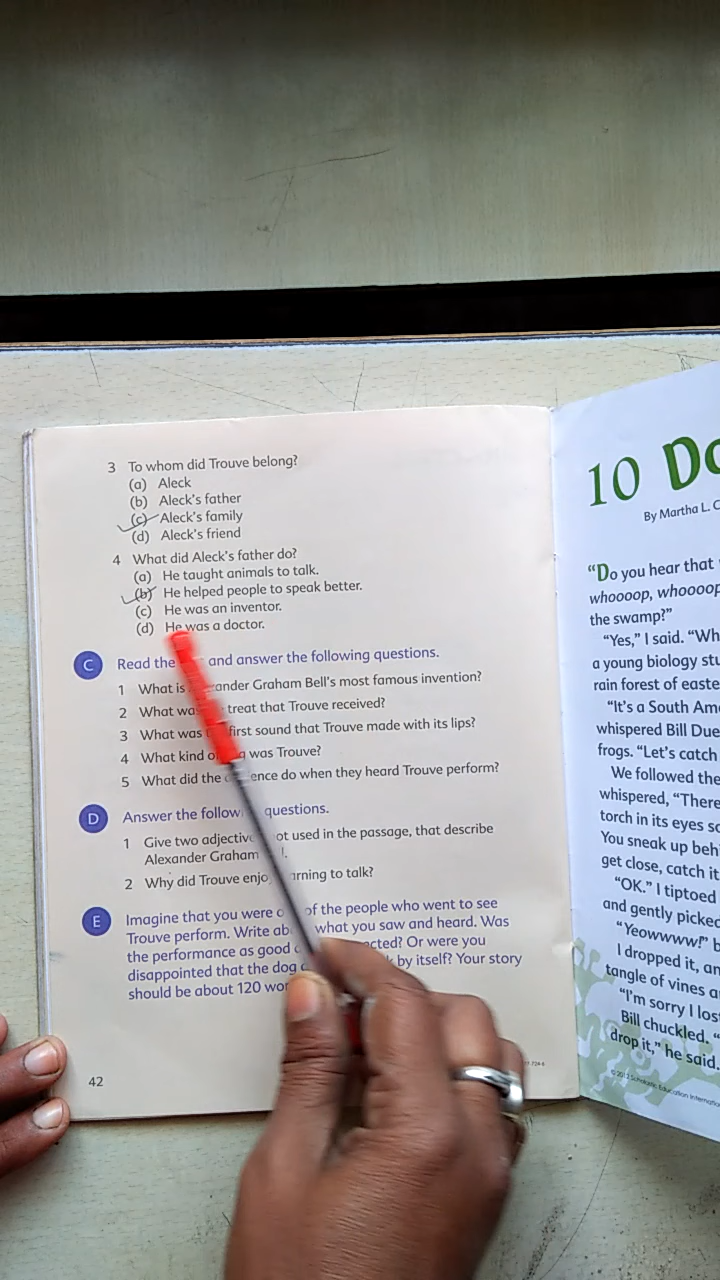 3 To whom did Trouve belong?
(a) Aleck
(b) Aleck's father
(c) Aleck's family
(d) Aleck's friend
4 What did Aleck's father do?
(a) He taught animals to talk.
(b) He helped people to speak better.
(c) He was an inventor.
(d) He was a doctor.
C Read the and answer the following questions.
1 What is ander Graham Bell's most famous invention?
2 What was treat that Trouve received?
3 What was first sound that Trouve made with its lips?
4 What kind was Trouve?
5 What did the ence do when they heard Trouve perform?
D Answer the follow questions.
1 Give two adjectiv ot used in the passage, that describe
Alexander Graham
2 Why did Trouve enjo arning to talk?
E Imagine that you were of the people who went to see
Trouve perform. Write ab what you saw and heard. Was
the performance as good cted? Or were you
disappointed that the dog by itself? Your story
should be about 120 wor
42
10 Do
By Martha L. C
"Do you hear that
whoooop, whoooop
the swamp?"
"Yes," I said. "Wh
a young biology stu
rain forest of easte
"It's a South Am
whispered Bill Due
frogs. "Let's catch
We followed the
whispered, "There
torch in its eyes so
You sneak up beh
get close, catch it
"OK." I tiptoed
and gently picked
"Yeowwww!" b
I dropped it, an
tangle of vines a
"I'm sorry I lost
Bill chuckled. "
drop it," he said.
Scholastic Education Internation